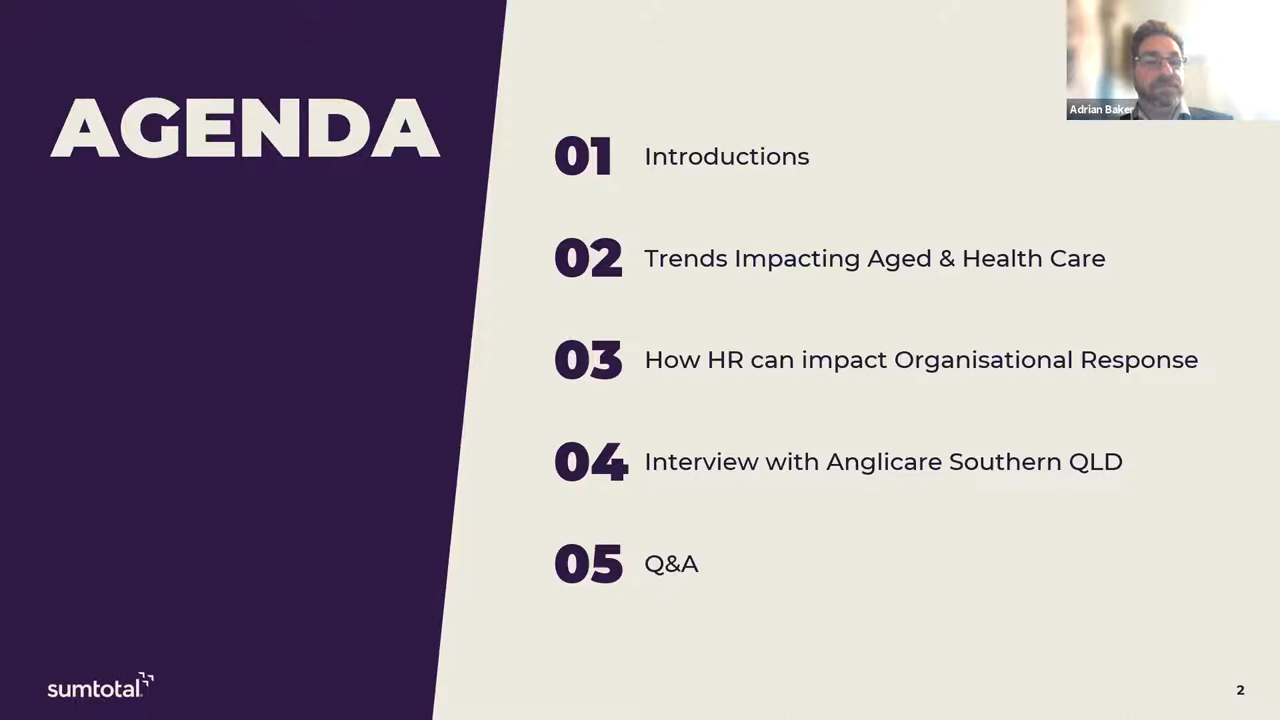 AGENDA
Adrian Baker
01 Introductions
02 Trends Impacting Aged & Health Care
03 How HR can impact Organisational Response
04 Interview with Anglicare Southern QLD
05 Q&A
sumtotal
2